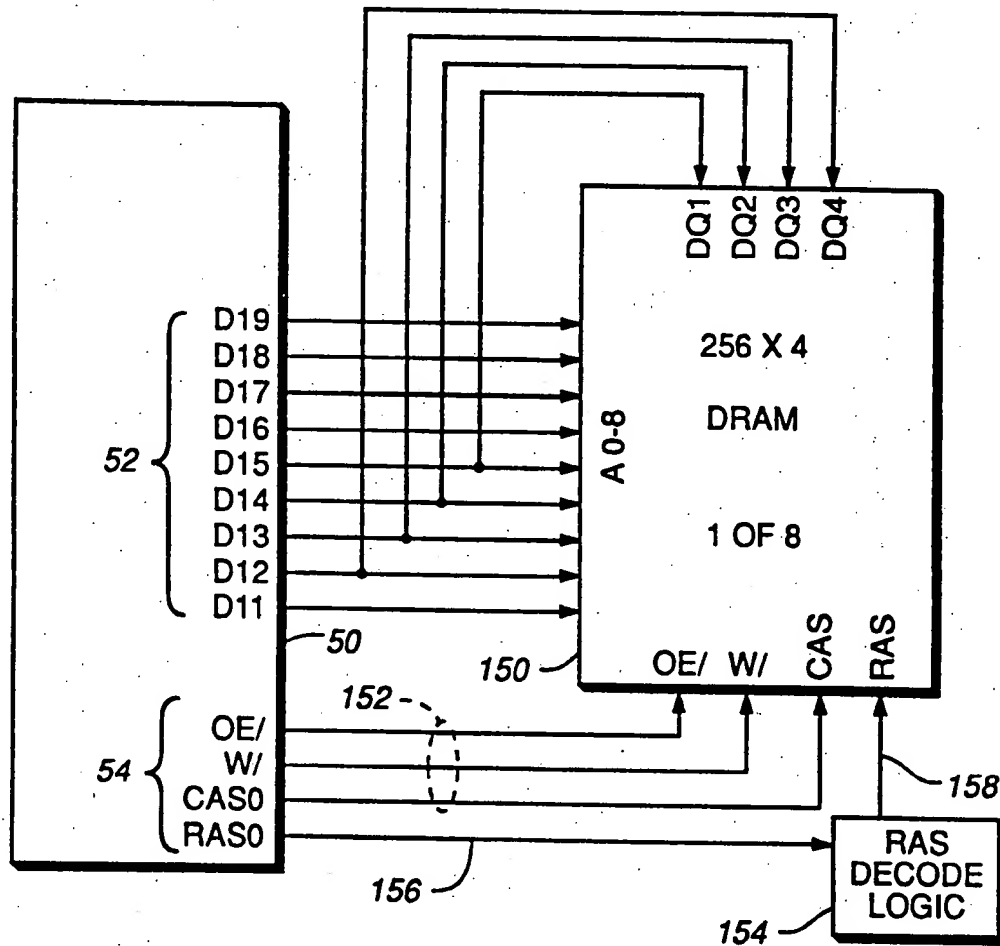 DQ1
DQ2
DQ3
DQ4
D19
D18
D17
D16
D15
D14
D13
D12
D11
52
A 0-8
256 X 4
DRAM
1 OF 8
50
150
OE/
W/
CAS
RAS
152
54
OE/
W/
CAS0
RAS0
156
158
RAS
DECODE
LOGIC
154